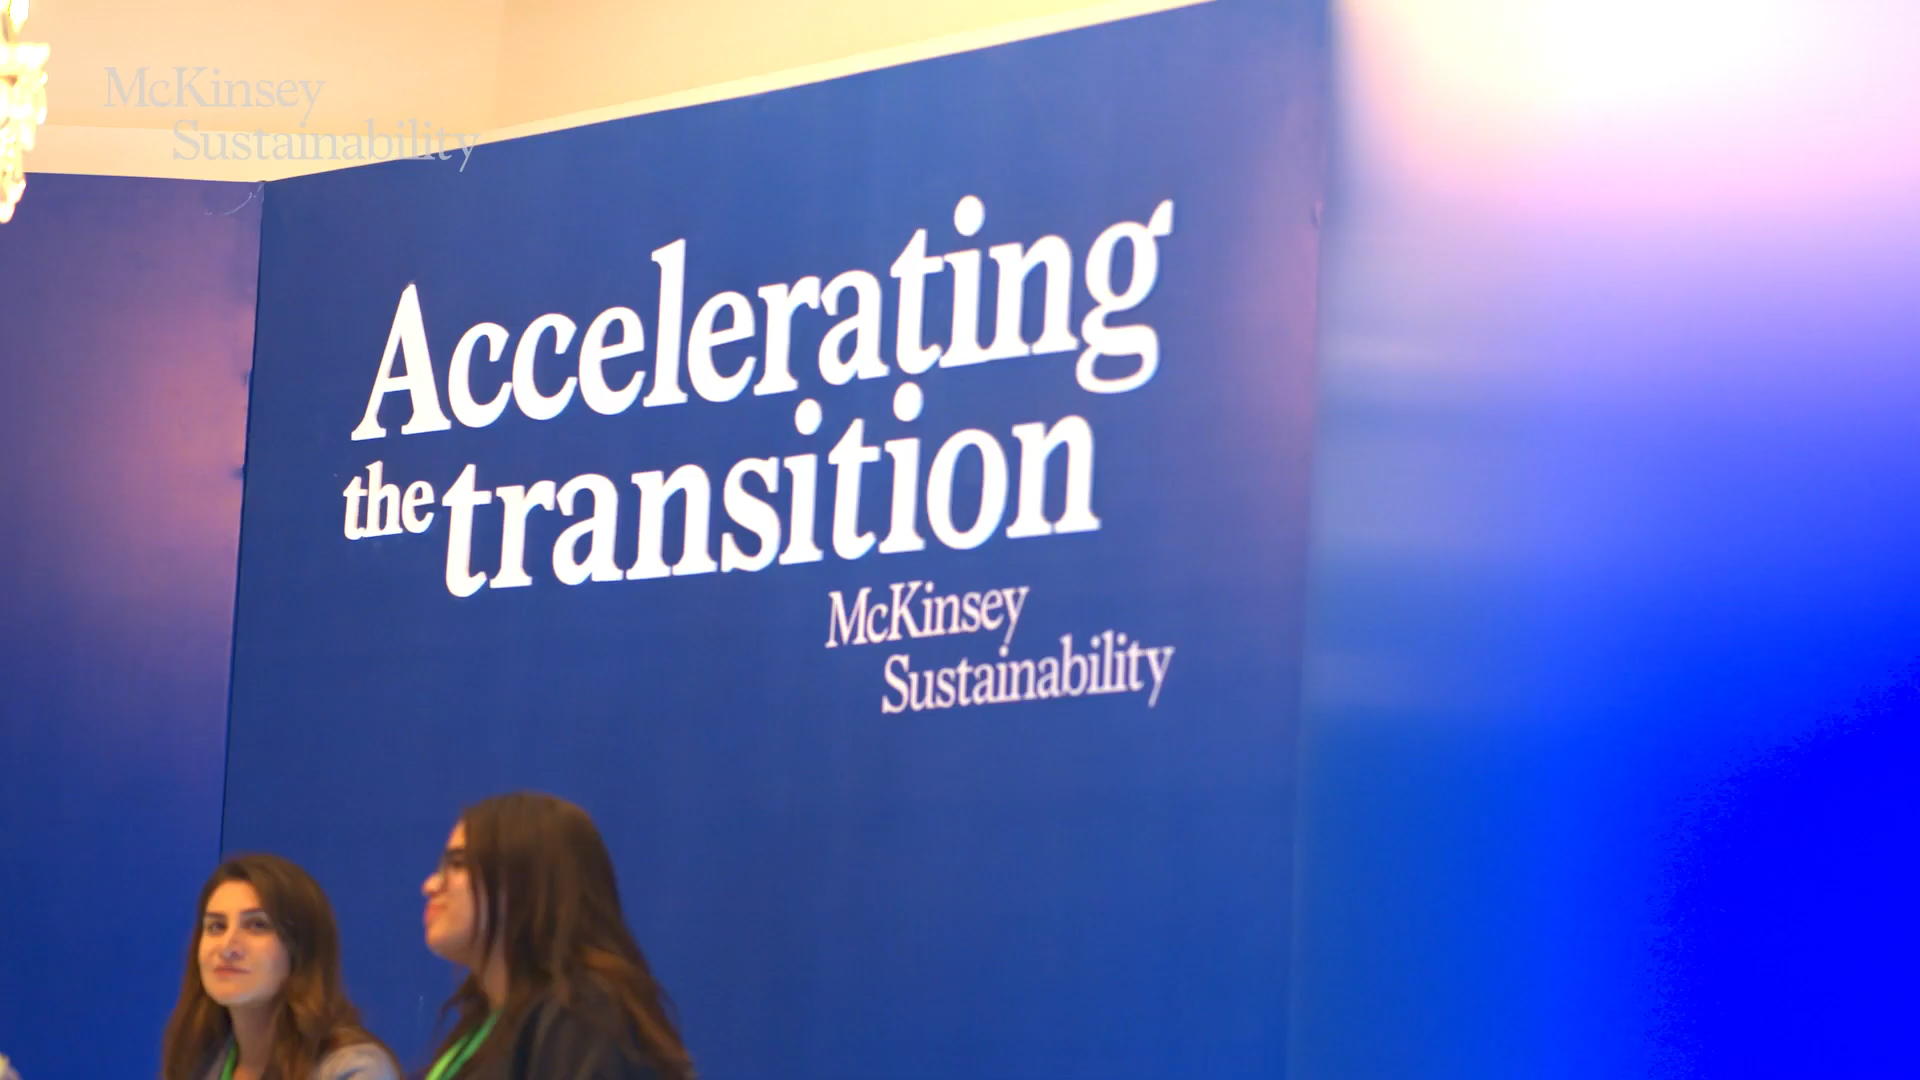 McKinsey
Sustainability
Accelerating
the transition
McKinsey
Sustainability